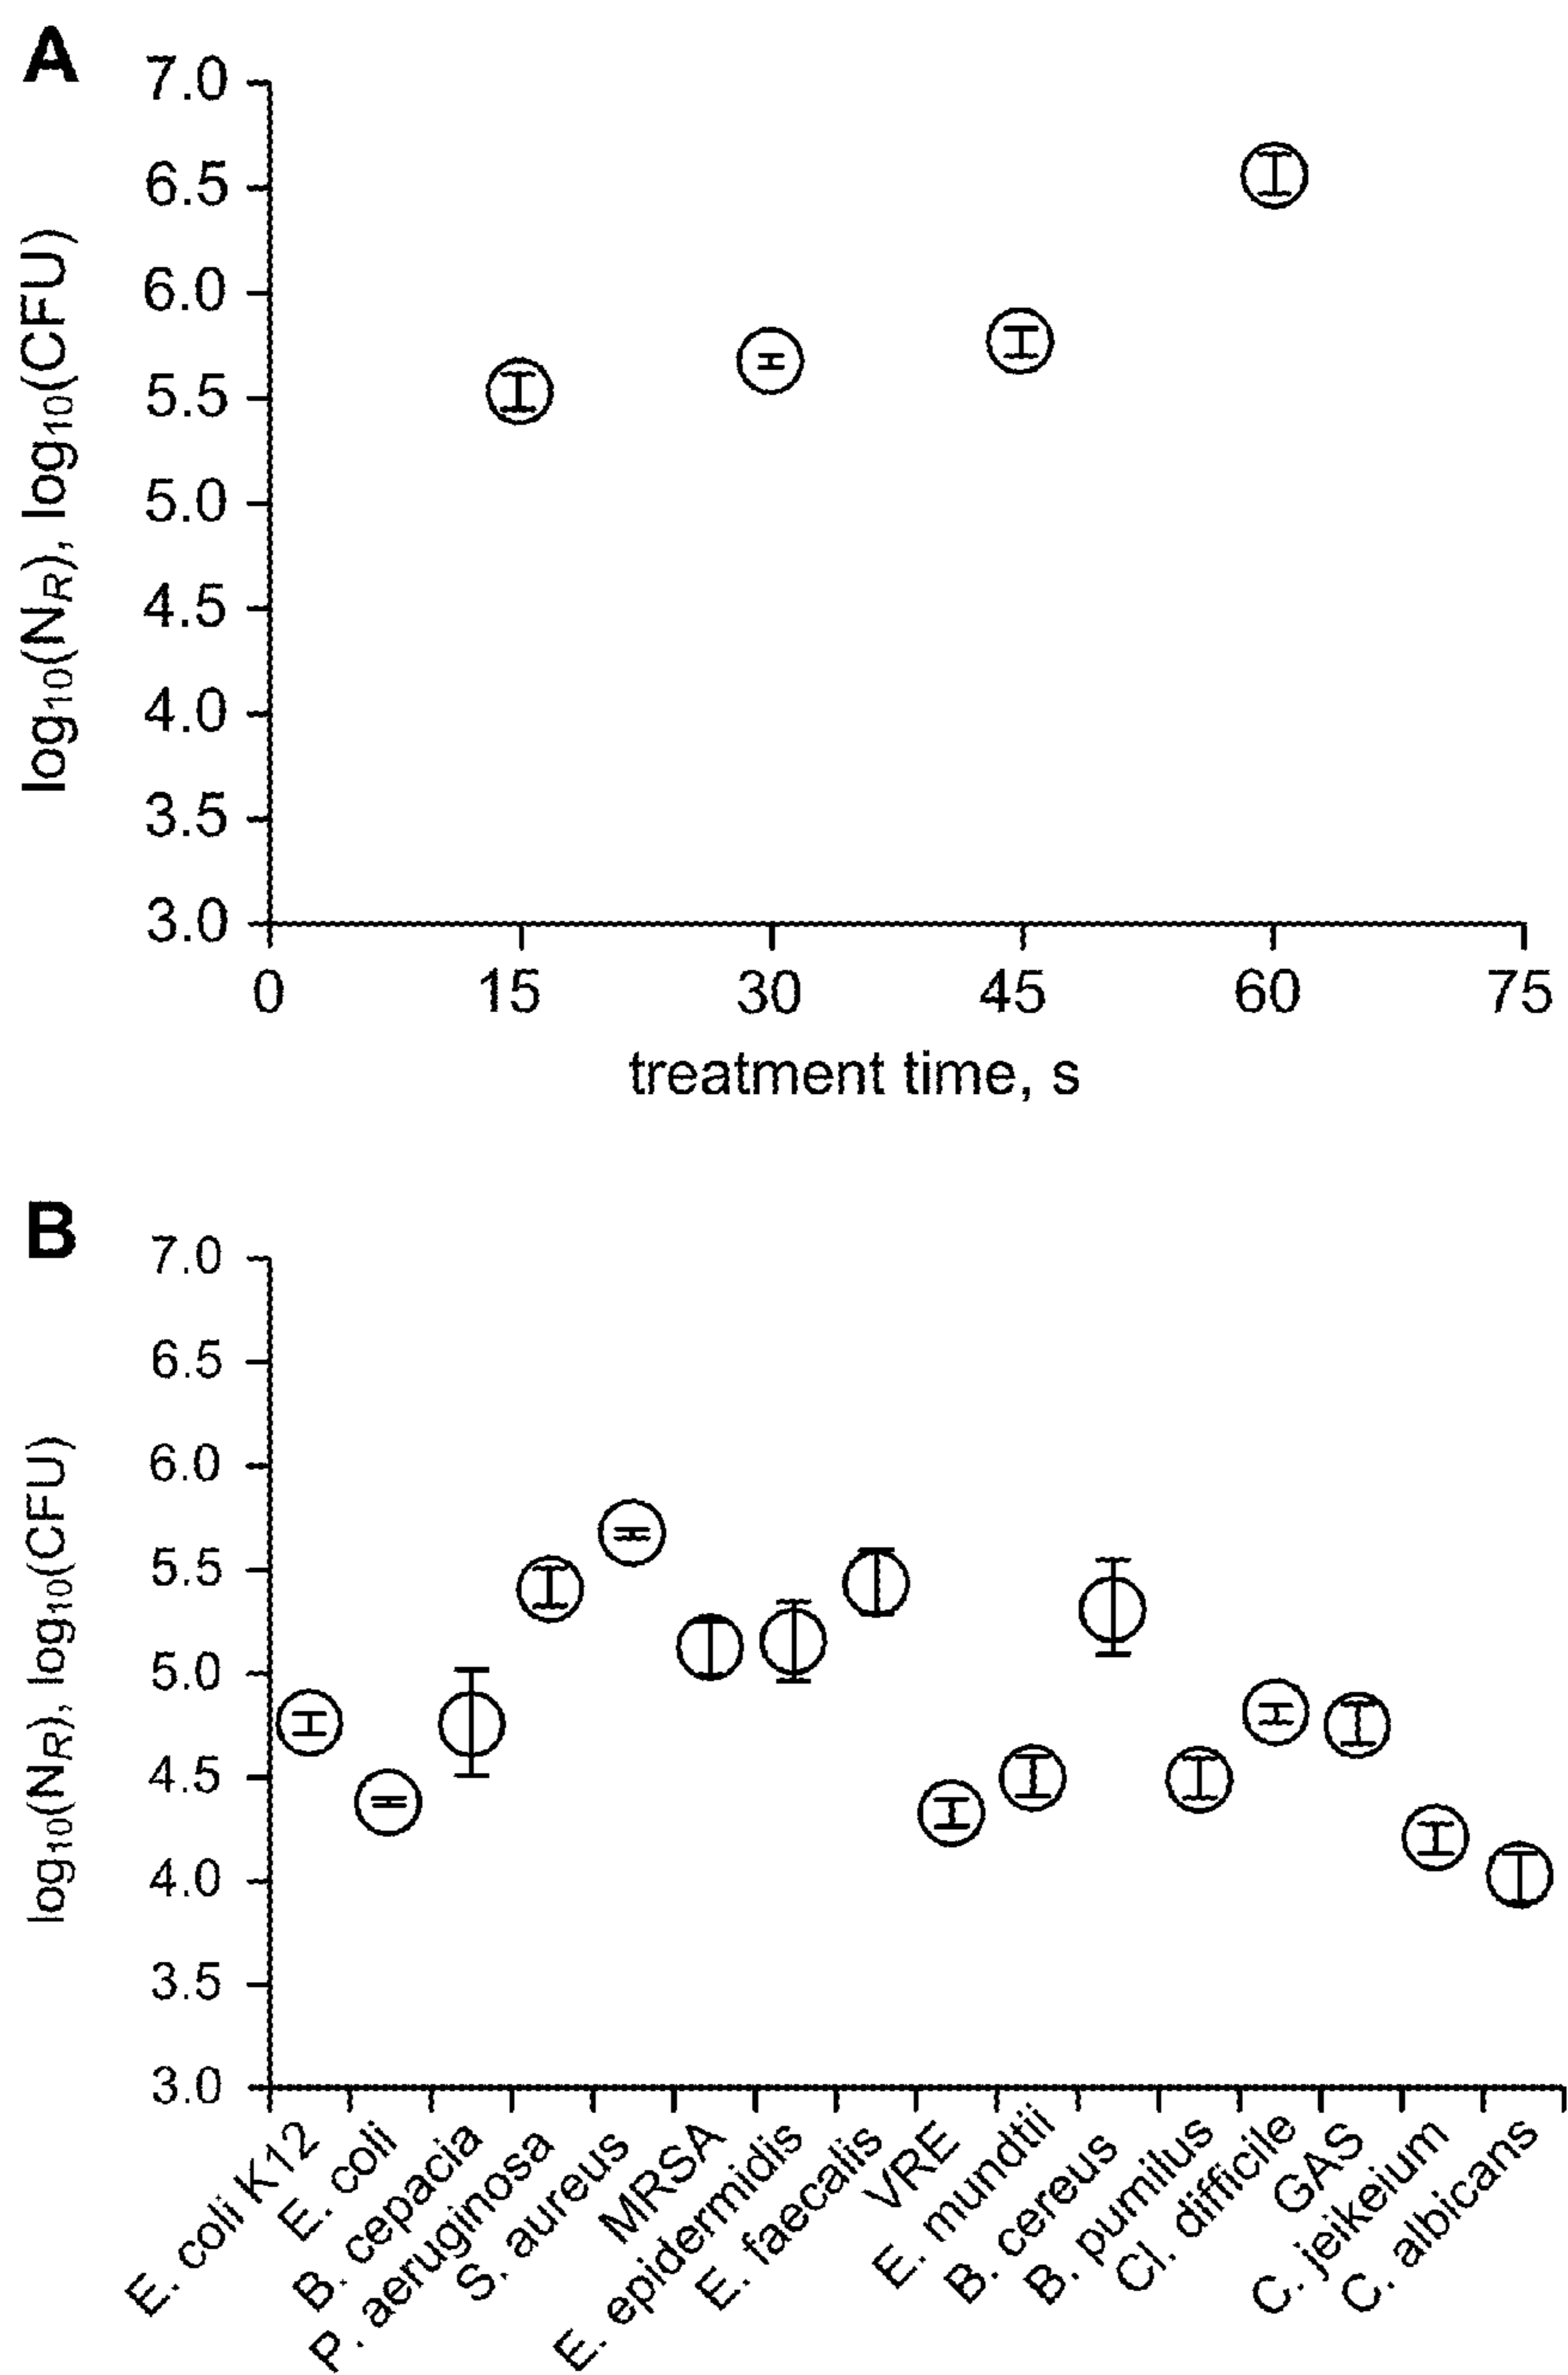 A
7.0
6.5
6.0
5.5
5.0
4.5
4.0
3.5
3.0
log10(NR), log10(CFU)
0 15 30 45 60 75
treatment time, s
B
7.0
6.5
6.0
5.5
5.0
4.5
4.0
3.5
3.0
log10(NR), log10(CFU)
E. coli K12
E. coli
B. cepacia
P. aeruginosa
S. aureus
MRSA
E. epidermidis
E. faecalis
VRE
E. mundtii
B. cereus
B. pumilus
Cl. difficile
GAS
C. jeikeium
C. albicans